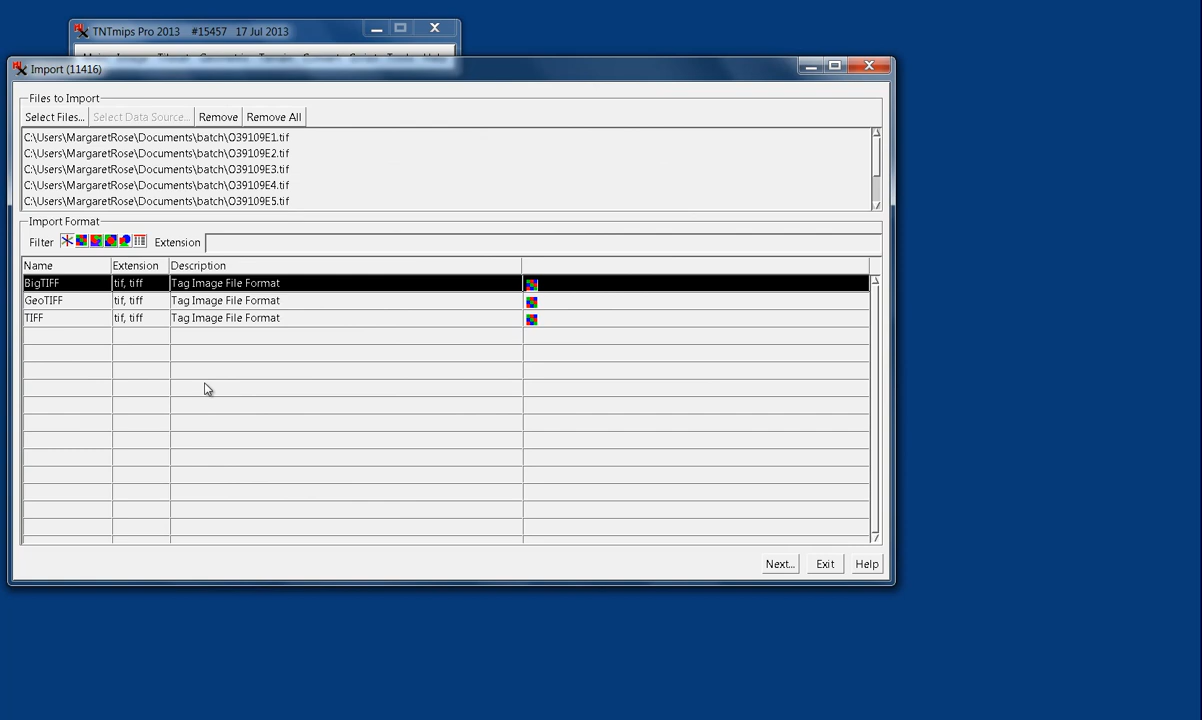 TNTmips Pro 2013 #15457 17 Jul 2013
Import (11416)
Files to Import
Select Files... Select Data Source... Remove Remove All
C:\Users\MargaretRose\Documents\batch\O39109E1.tif
C:\Users\MargaretRose\Documents\batch\O39109E2.tif
C:\Users\MargaretRose\Documents\batch\O39109E3.tif
C:\Users\MargaretRose\Documents\batch\O39109E4.tif
C:\Users\MargaretRose\Documents\batch\O39109E5.tif
Import Format
Filter Extension
Name Extension Description
BigTIFF tif, tiff Tag Image File Format
GeoTIFF tif, tiff Tag Image File Format
TIFF tif, tiff Tag Image File Format
Next... Exit Help